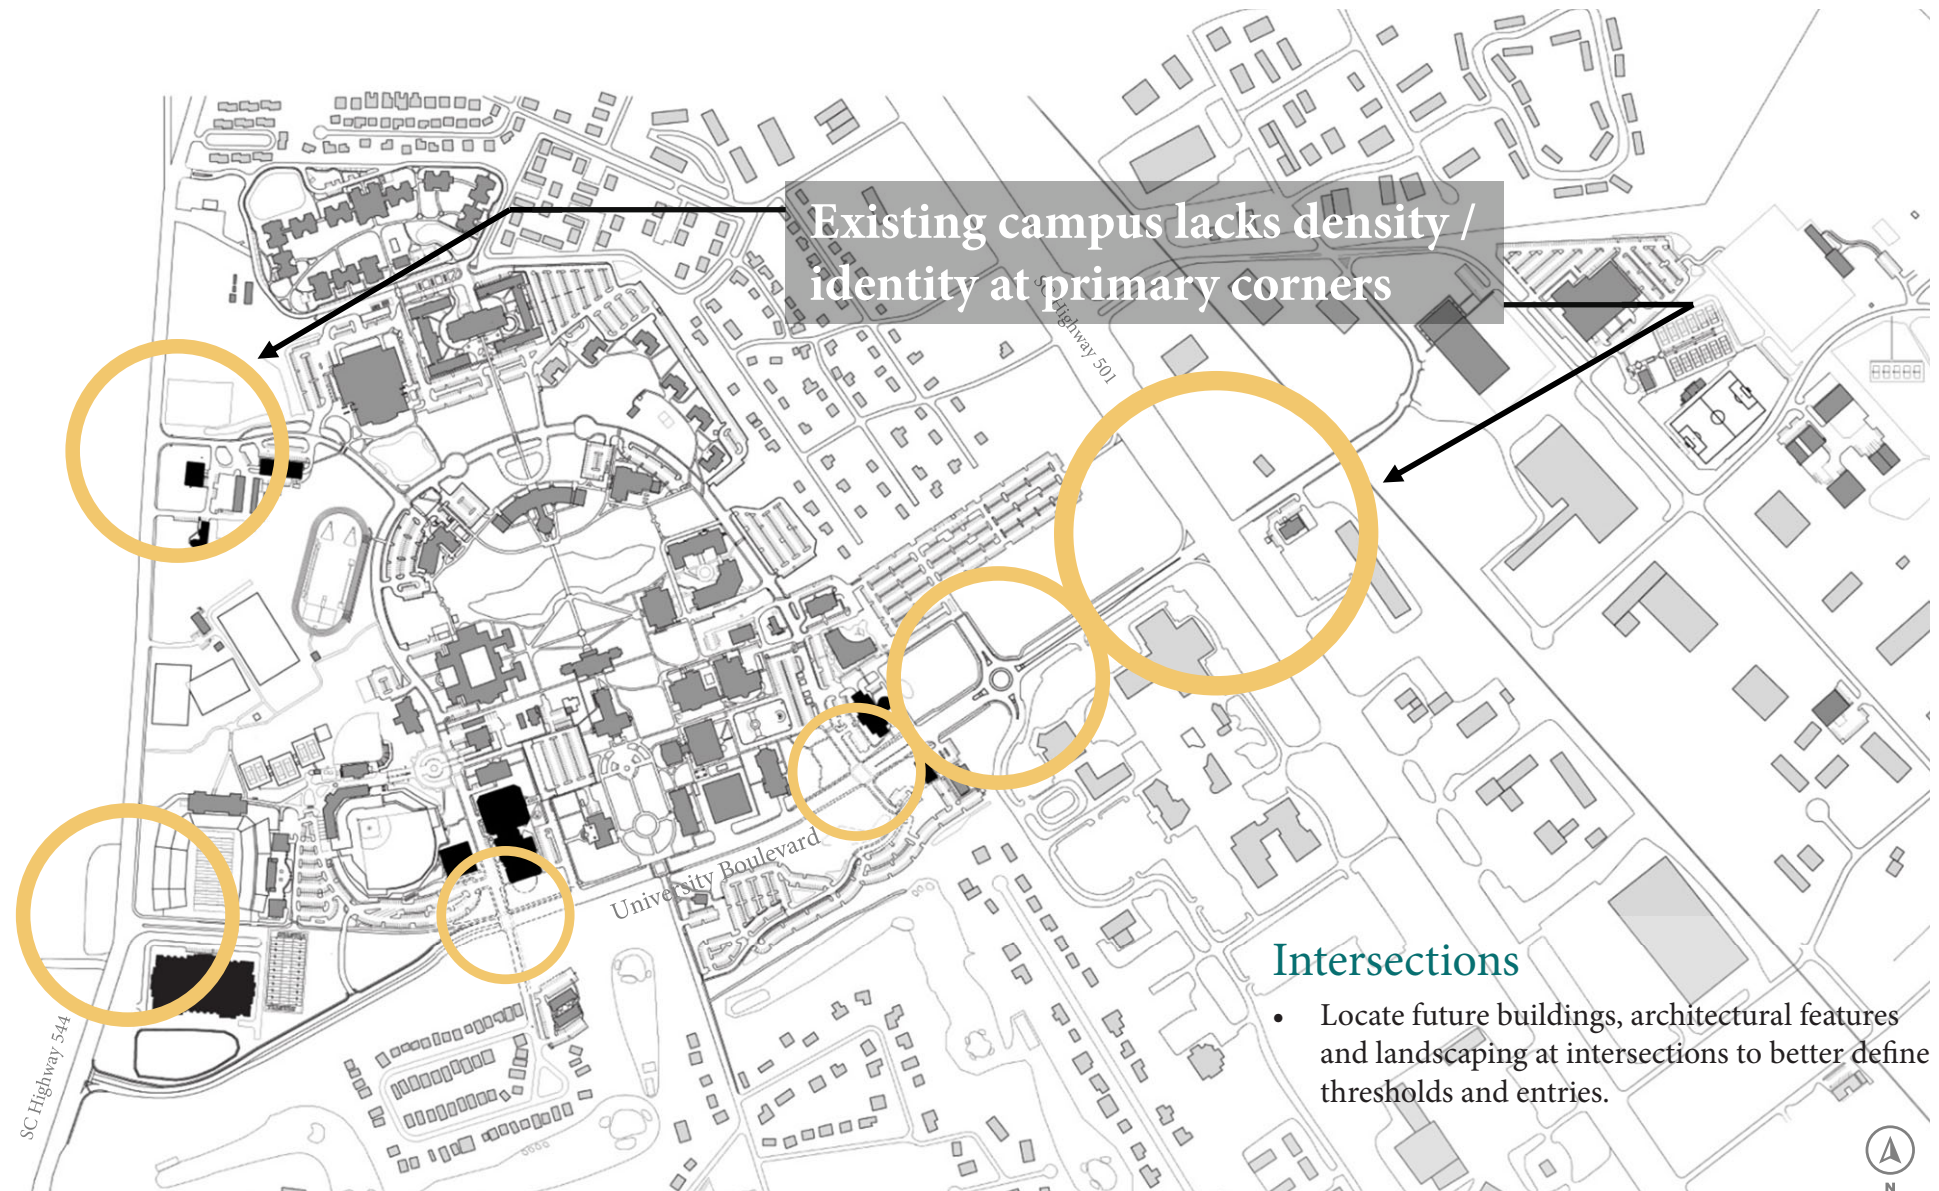 Existing campus lacks density /
identity at primary corners
SC Highway 501
University Boulevard
SC Highway 544
Intersections
• Locate future buildings, architectural features
and landscaping at intersections to better define
thresholds and entries.
N